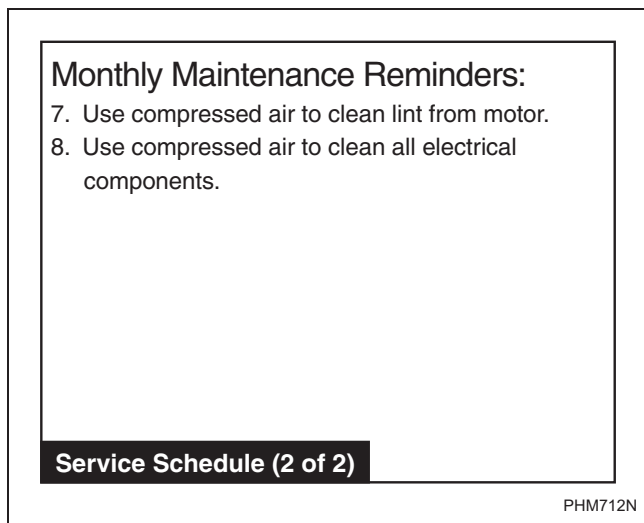 Monthly Maintenance Reminders:
7. Use compressed air to clean lint from motor.
8. Use compressed air to clean all electrical
components.
Service Schedule (2 of 2)
PHM712N